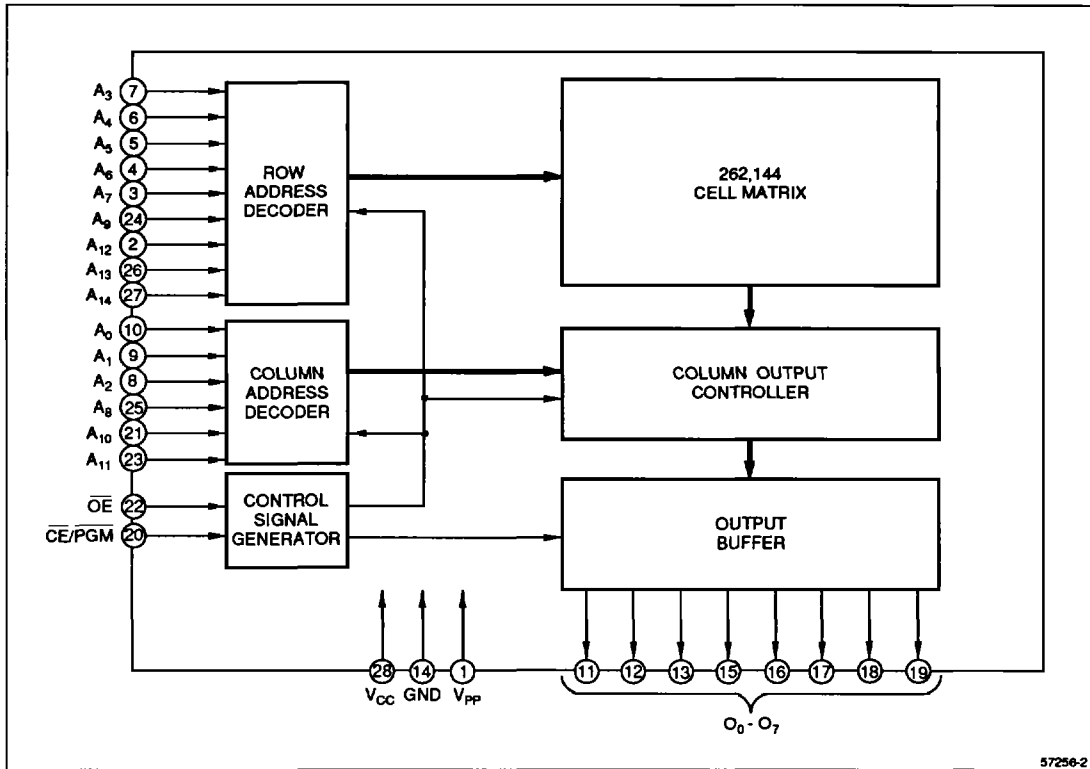 A3 7
A4 6
A5 5
A6 4
A7 3
A9 24
A12 2
A13 26
A14 27
ROW
ADDRESS
DECODER
262,144
CELL MATRIX
A0 10
A1 9
A2 8
A8 25
A10 21
A11 23
COLUMN
ADDRESS
DECODER
COLUMN OUTPUT
CONTROLLER
OE 22
CE/PGM 20
CONTROL
SIGNAL
GENERATOR
OUTPUT
BUFFER
28 14 1 11 12 13 15 16 17 18 19
VCC GND VPP
O0 - O7
57256-2